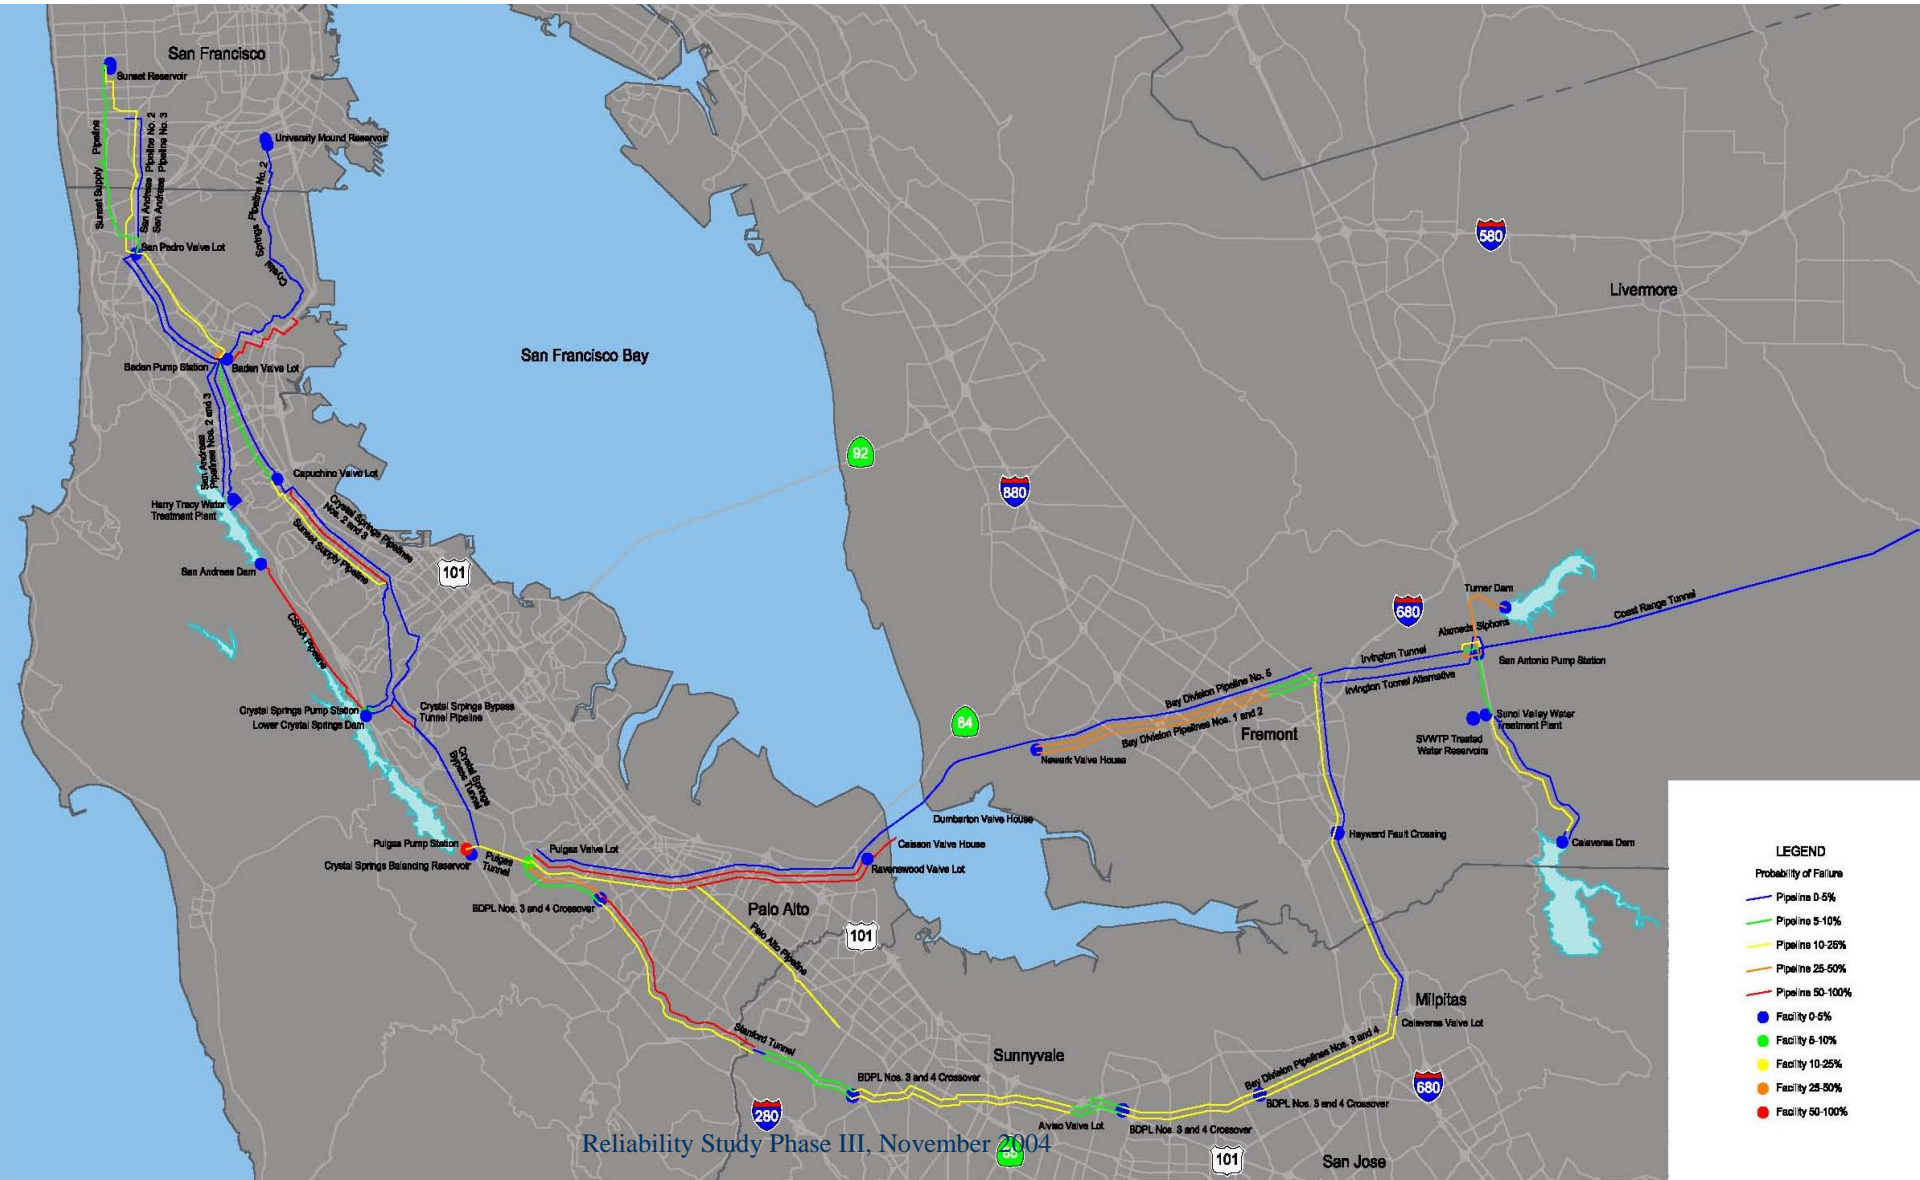 San Francisco
Sunset Reservoir
University Mound Reservoir
Sunset Supply Pipeline
San Andreas Pipeline No. 2
San Andreas Pipeline No. 3
Crystal Springs Pipeline No. 2
San Pedro Valve Lot
580
Livermore
San Francisco Bay
Baden Pump Station
Baden Valve Lot
92
San Andreas
Pipelines Nos. 2 and 3
Capuchino Valve Lot
880
Harry Tracy Water
Treatment Plant
Crystal Springs Pipelines
Nos. 2 and 3
Sunset Supply Pipeline
San Andreas Dam
101
Turner Dam
680
Coast Range Tunnel
Alameda Siphons
CS/SA Pipeline
Irvington Tunnel
San Antonio Pump Station
Irvington Tunnel Alternative
Bay Division Pipeline No. 5
Crystal Springs Pump Station
Lower Crystal Springs Dam
Crystal Srpings Bypass
Tunnel Pipeline
84
Bay Division Pipelines Nos. 1 and 2
Fremont
Sunol Valley Water
Treatment Plant
SVWTP Treated
Water Reservoirs
Newark Valve House
Crystal Springs
Bypass Tunnel
Dumbarton Valve House
Hayward Fault Crossing
Calaveras Dam
Pulgas Pump Station
Crystal Springs Balancing Reservoir
Pulgas
Tunnel
Pulgas Valve Lot
Caisson Valve House
Ravenswood Valve Lot
BDPL Nos. 3 and 4 Crossover
Palo Alto
101
Palo Alto Pipeline
Milpitas
Calaveras Valve Lot
Stanford Tunnel
Sunnyvale
Bay Division Pipelines Nos. 3 and 4
BDPL Nos. 3 and 4 Crossover
680
BDPL Nos. 3 and 4 Crossover
280
Alviso Valve Lot
BDPL Nos. 3 and 4 Crossover
Reliability Study Phase III, November 2004
101
San Jose
LEGEND
Probability of Failure
Pipeline 0-5%
Pipeline 5-10%
Pipeline 10-25%
Pipeline 25-50%
Pipeline 50-100%
Facility 0-5%
Facility 5-10%
Facility 10-25%
Facility 25-50%
Facility 50-100%